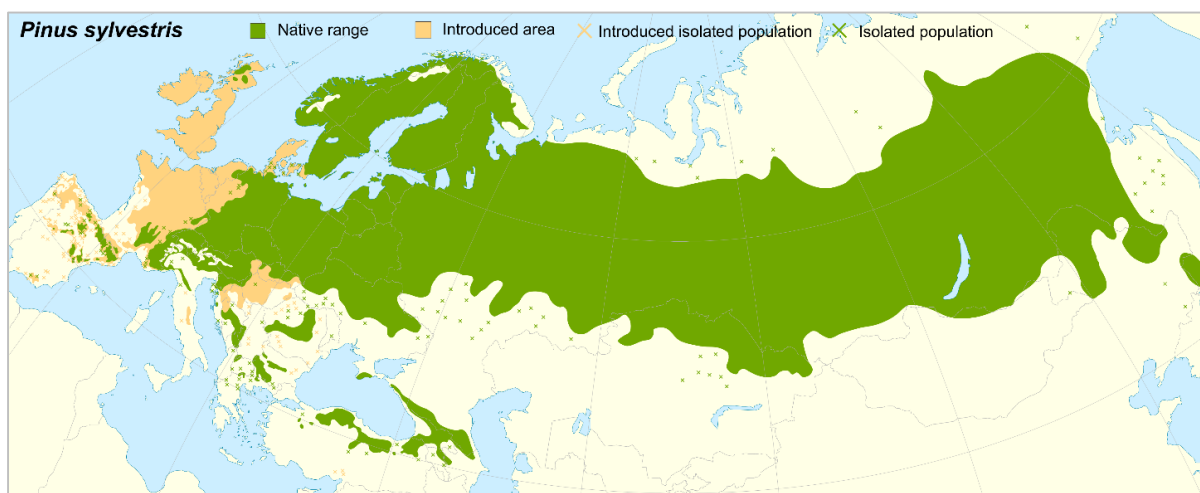 Pinus sylvestris Native range Introduced area Introduced isolated population Isolated population